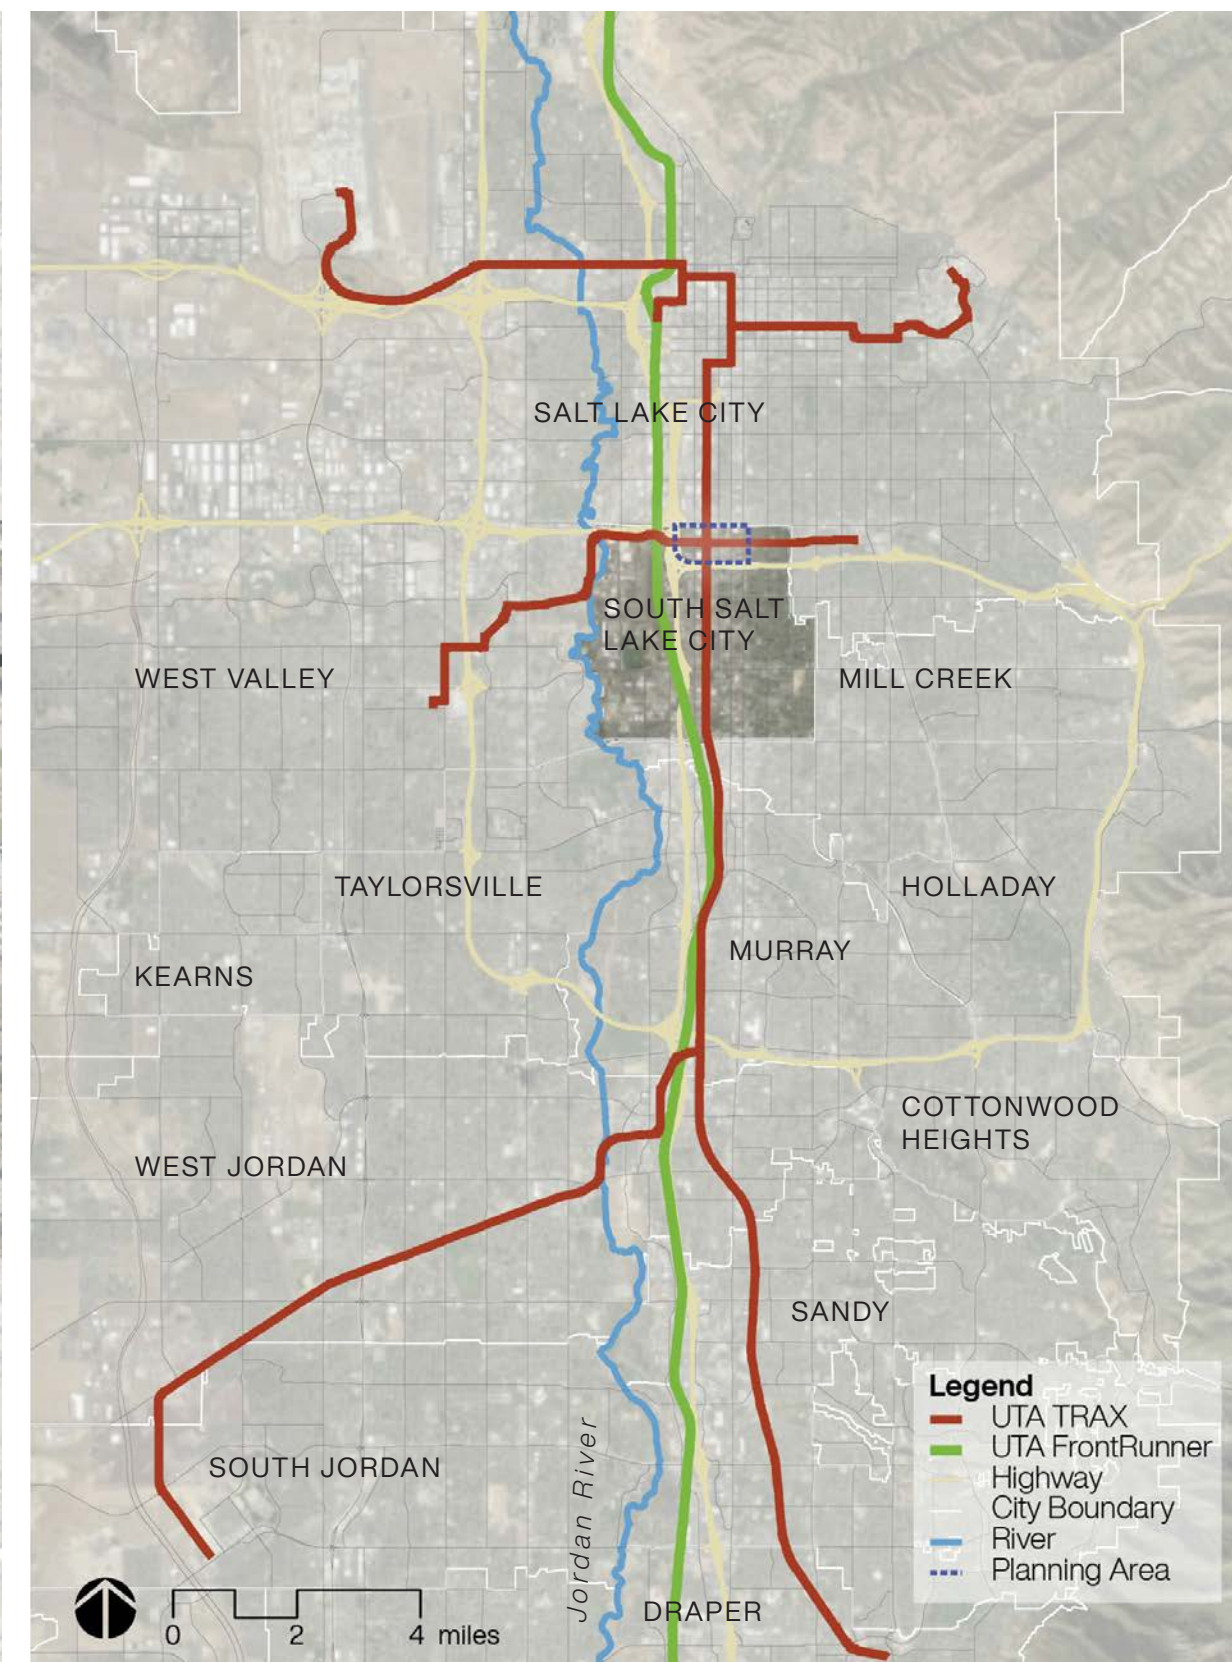 SALT LAKE CITY
SOUTH SALT
LAKE CITY
WEST VALLEY
MILL CREEK
TAYLORSVILLE
HOLLADAY
MURRAY
KEARNS
COTTONWOOD
HEIGHTS
WEST JORDAN
SANDY
SOUTH JORDAN
Jordan River
DRAPER
Legend
UTA TRAX
UTA FrontRunner
Highway
City Boundary
River
Planning Area
0 2 4 miles